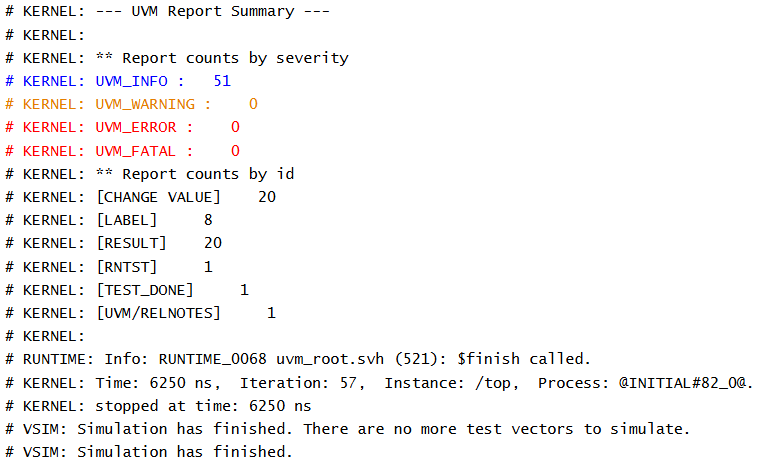 # KERNEL: --- UVM Report Summary ---
# KERNEL:
# KERNEL: ** Report counts by severity
# KERNEL: UVM_INFO :   51
# KERNEL: UVM_WARNING :    0
# KERNEL: UVM_ERROR :    0
# KERNEL: UVM_FATAL :    0
# KERNEL: ** Report counts by id
# KERNEL: [CHANGE VALUE]    20
# KERNEL: [LABEL]     8
# KERNEL: [RESULT]    20
# KERNEL: [RNTST]     1
# KERNEL: [TEST_DONE]     1
# KERNEL: [UVM/RELNOTES]     1
# KERNEL:
# RUNTIME: Info: RUNTIME_0068 uvm_root.svh (521): $finish called.
# KERNEL: Time: 6250 ns,  Iteration: 57,  Instance: /top,  Process: @INITIAL#82_0@.
# KERNEL: stopped at time: 6250 ns
# VSIM: Simulation has finished. There are no more test vectors to simulate.
# VSIM: Simulation has finished.